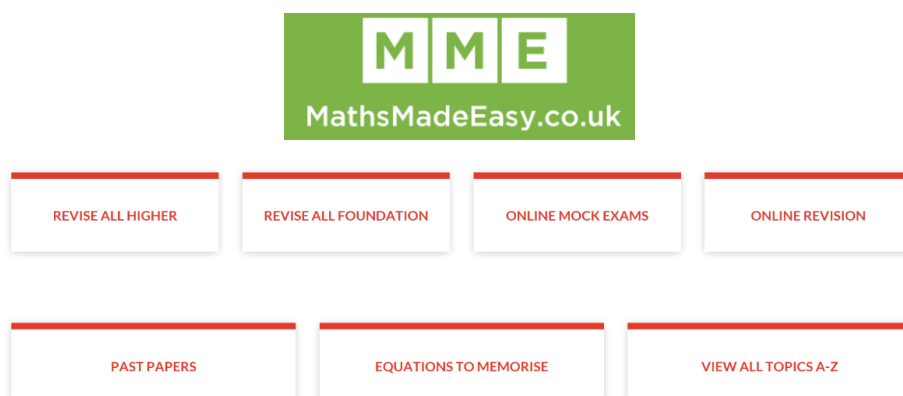 MME
MathsMadeEasy.co.uk
REVISE ALL HIGHER
REVISE ALL FOUNDATION
ONLINE MOCK EXAMS
ONLINE REVISION
PAST PAPERS
EQUATIONS TO MEMORISE
VIEW ALL TOPICS A-Z